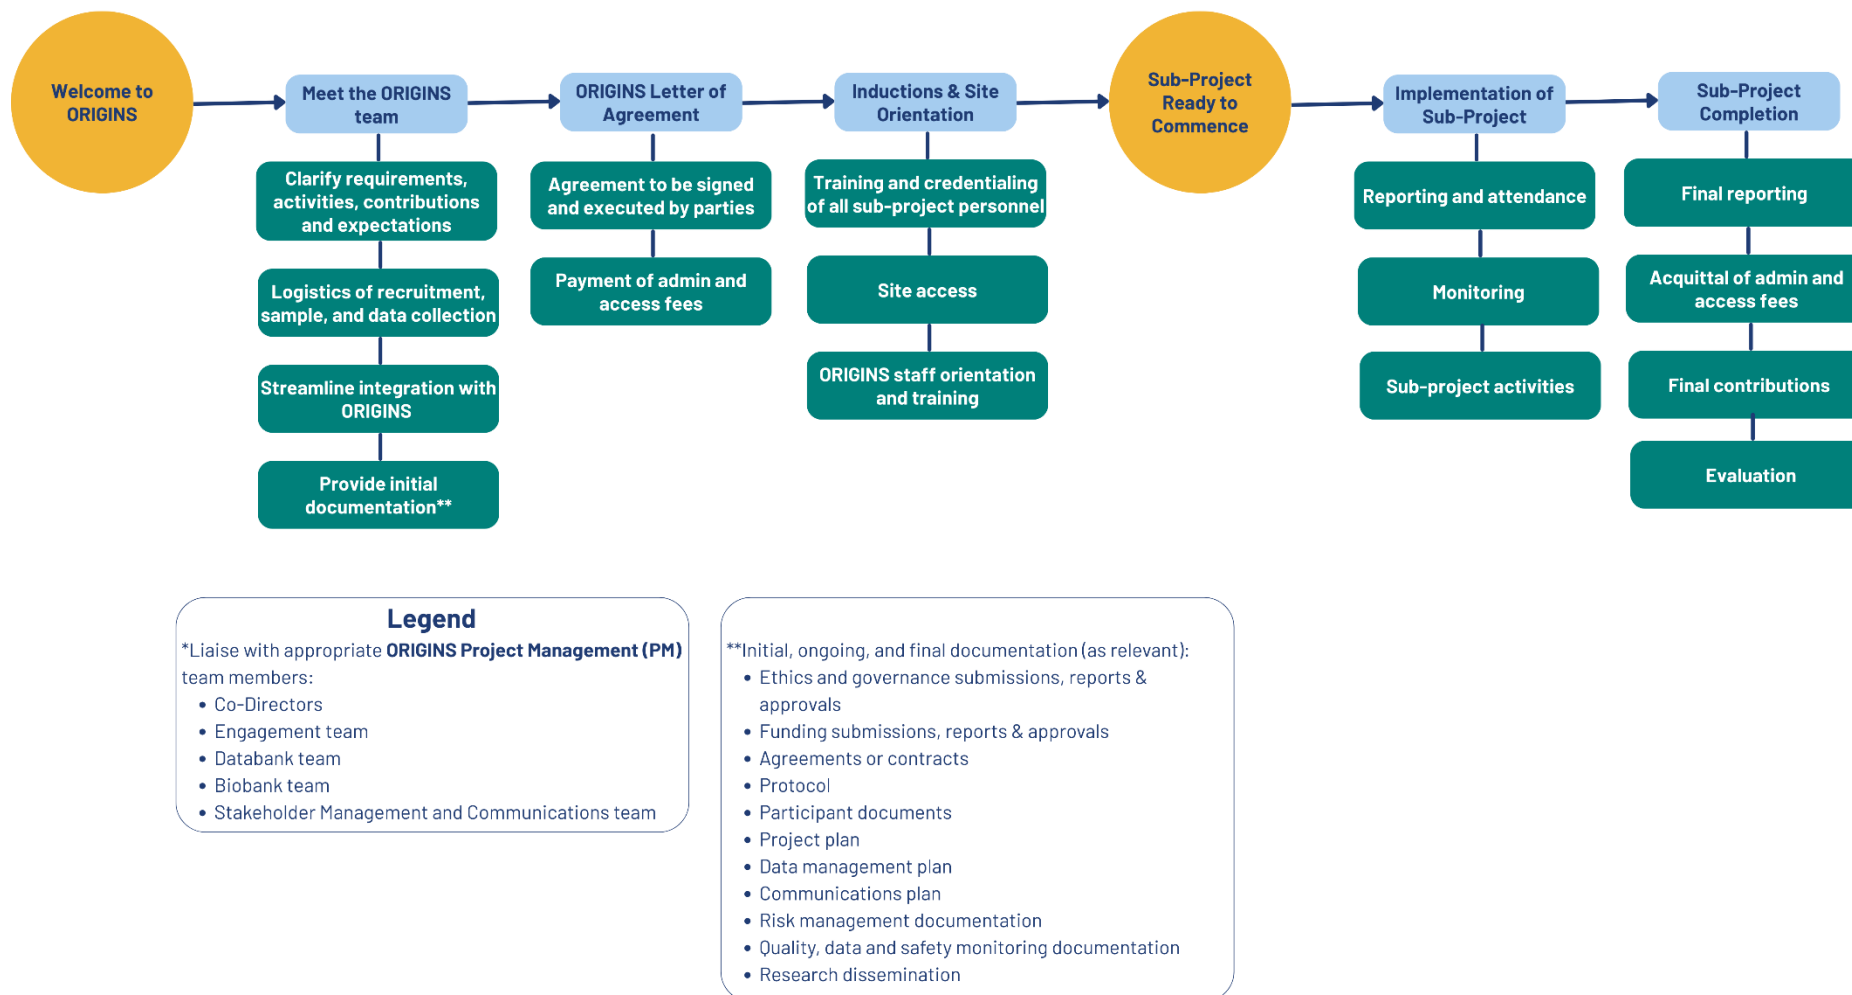 Welcome to
ORIGINS
Meet the ORIGINS
team
ORIGINS Letter of
Agreement
Inductions & Site
Orientation
Sub-Project
Ready to
Commence
Implementation of
Sub-Project
Sub-Project
Completion
Clarify requirements,
activities, contributions
and expectations
Logistics of recruitment,
sample, and data collection
Streamline integration with
ORIGINS
Provide initial
documentation**
Agreement to be signed
and executed by parties
Payment of admin and
access fees
Training and credentialing
of all sub-project personnel
Site access
ORIGINS staff orientation
and training
Reporting and attendance
Monitoring
Sub-project activities
Final reporting
Acquittal of admin and
access fees
Final contributions
Evaluation
Legend
*Liaise with appropriate ORIGINS Project Management (PM)
team members:
• Co-Directors
• Engagement team
• Databank team
• Biobank team
• Stakeholder Management and Communications team
**Initial, ongoing, and final documentation (as relevant):
• Ethics and governance submissions, reports &
approvals
• Funding submissions, reports & approvals
• Agreements or contracts
• Protocol
• Participant documents
• Project plan
• Data management plan
• Communications plan
• Risk management documentation
• Quality, data and safety monitoring documentation
• Research dissemination